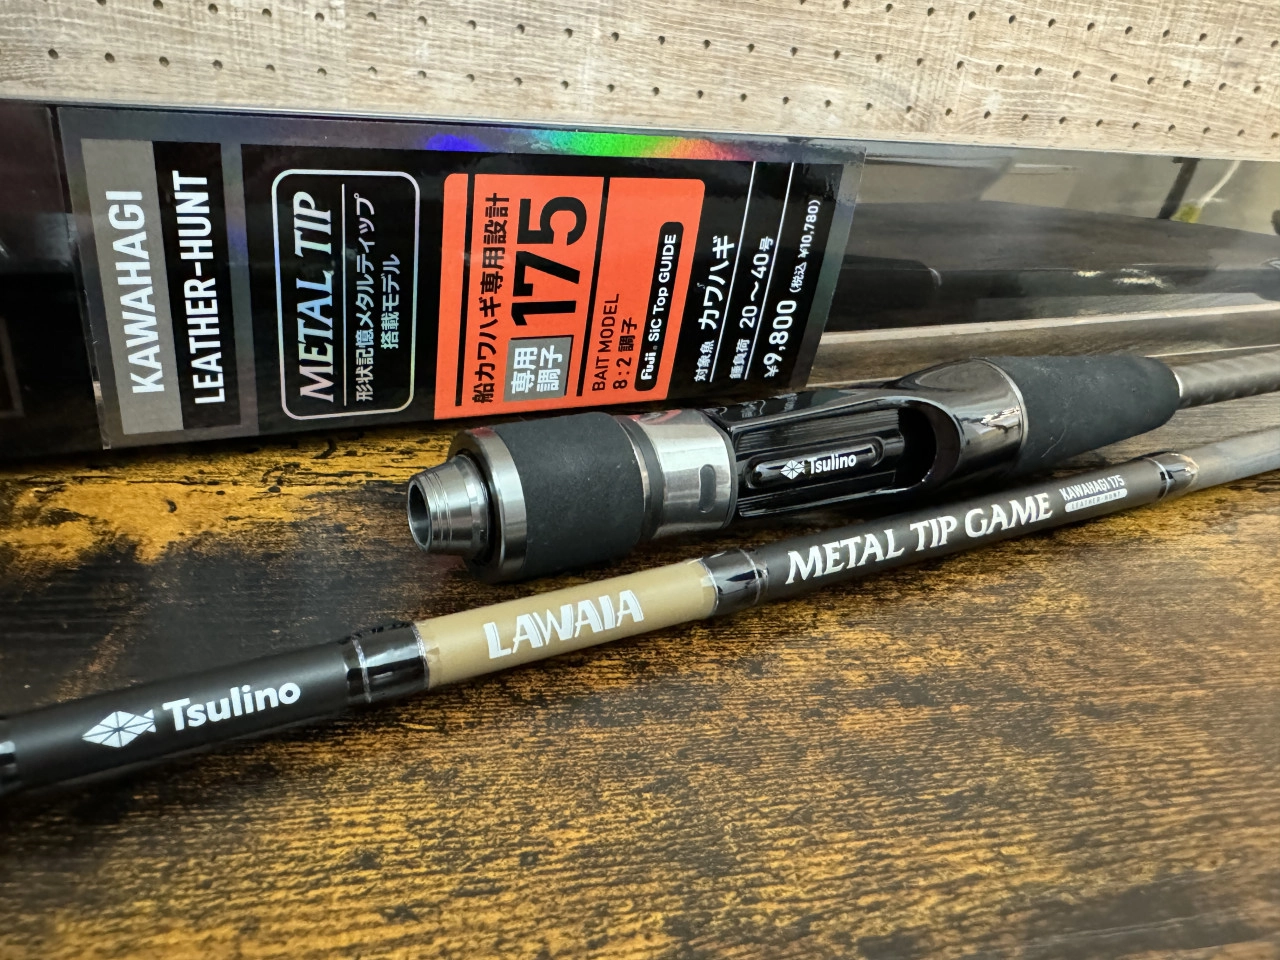 KAWAHAGI
LEATHER-HUNT
METAL TIP
形状記憶メタルティップ
搭載モデル
船カワハギ専用設計
専用
調子
175
BAIT MODEL
8:2調子
Fuji® SiC Top GUIDE
対象魚 カワハギ
錘負荷 20〜40号
¥9,800(税込 ¥10,780)
Tsulino
METAL TIP GAME
KAWAHAGI 175
LEATHER-HUNT
LAWAIA
Tsulino